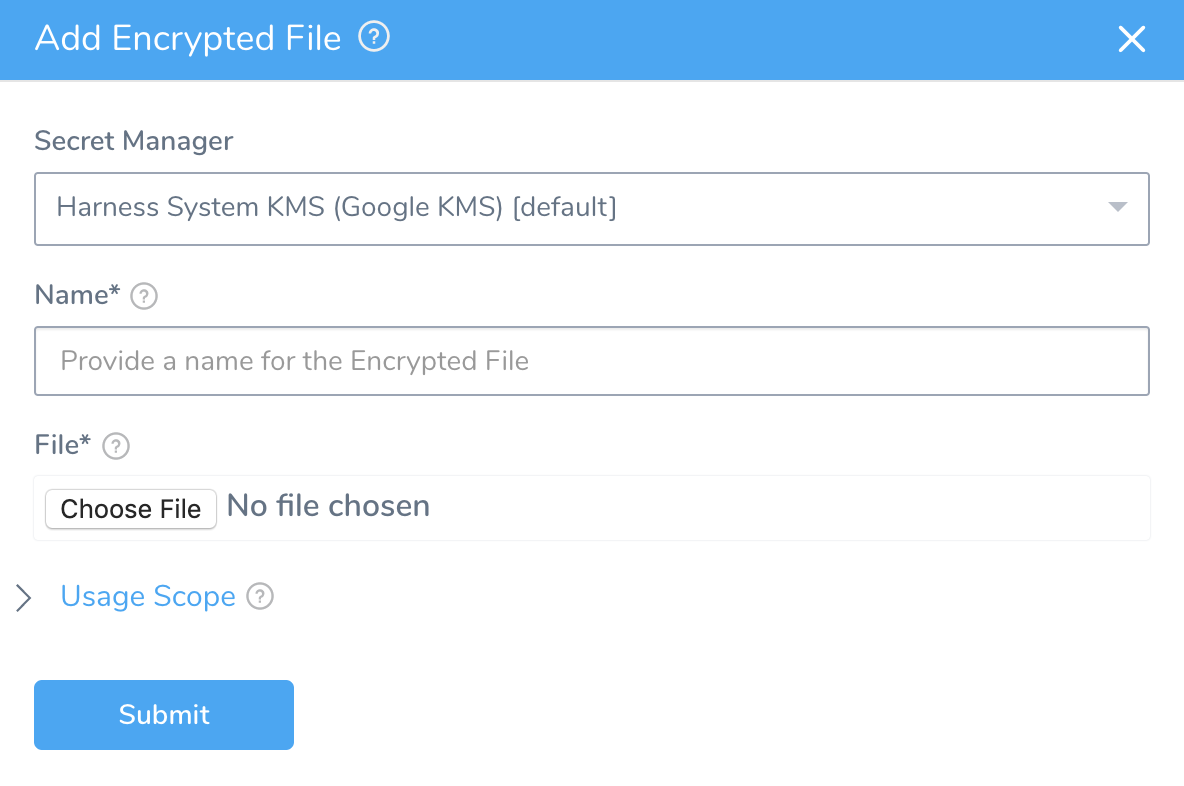 Add Encrypted File ?
Secret Manager
Harness System KMS (Google KMS) [default]
Name* ?
Provide a name for the Encrypted File
File* ?
Choose File No file chosen
Usage Scope ?
Submit